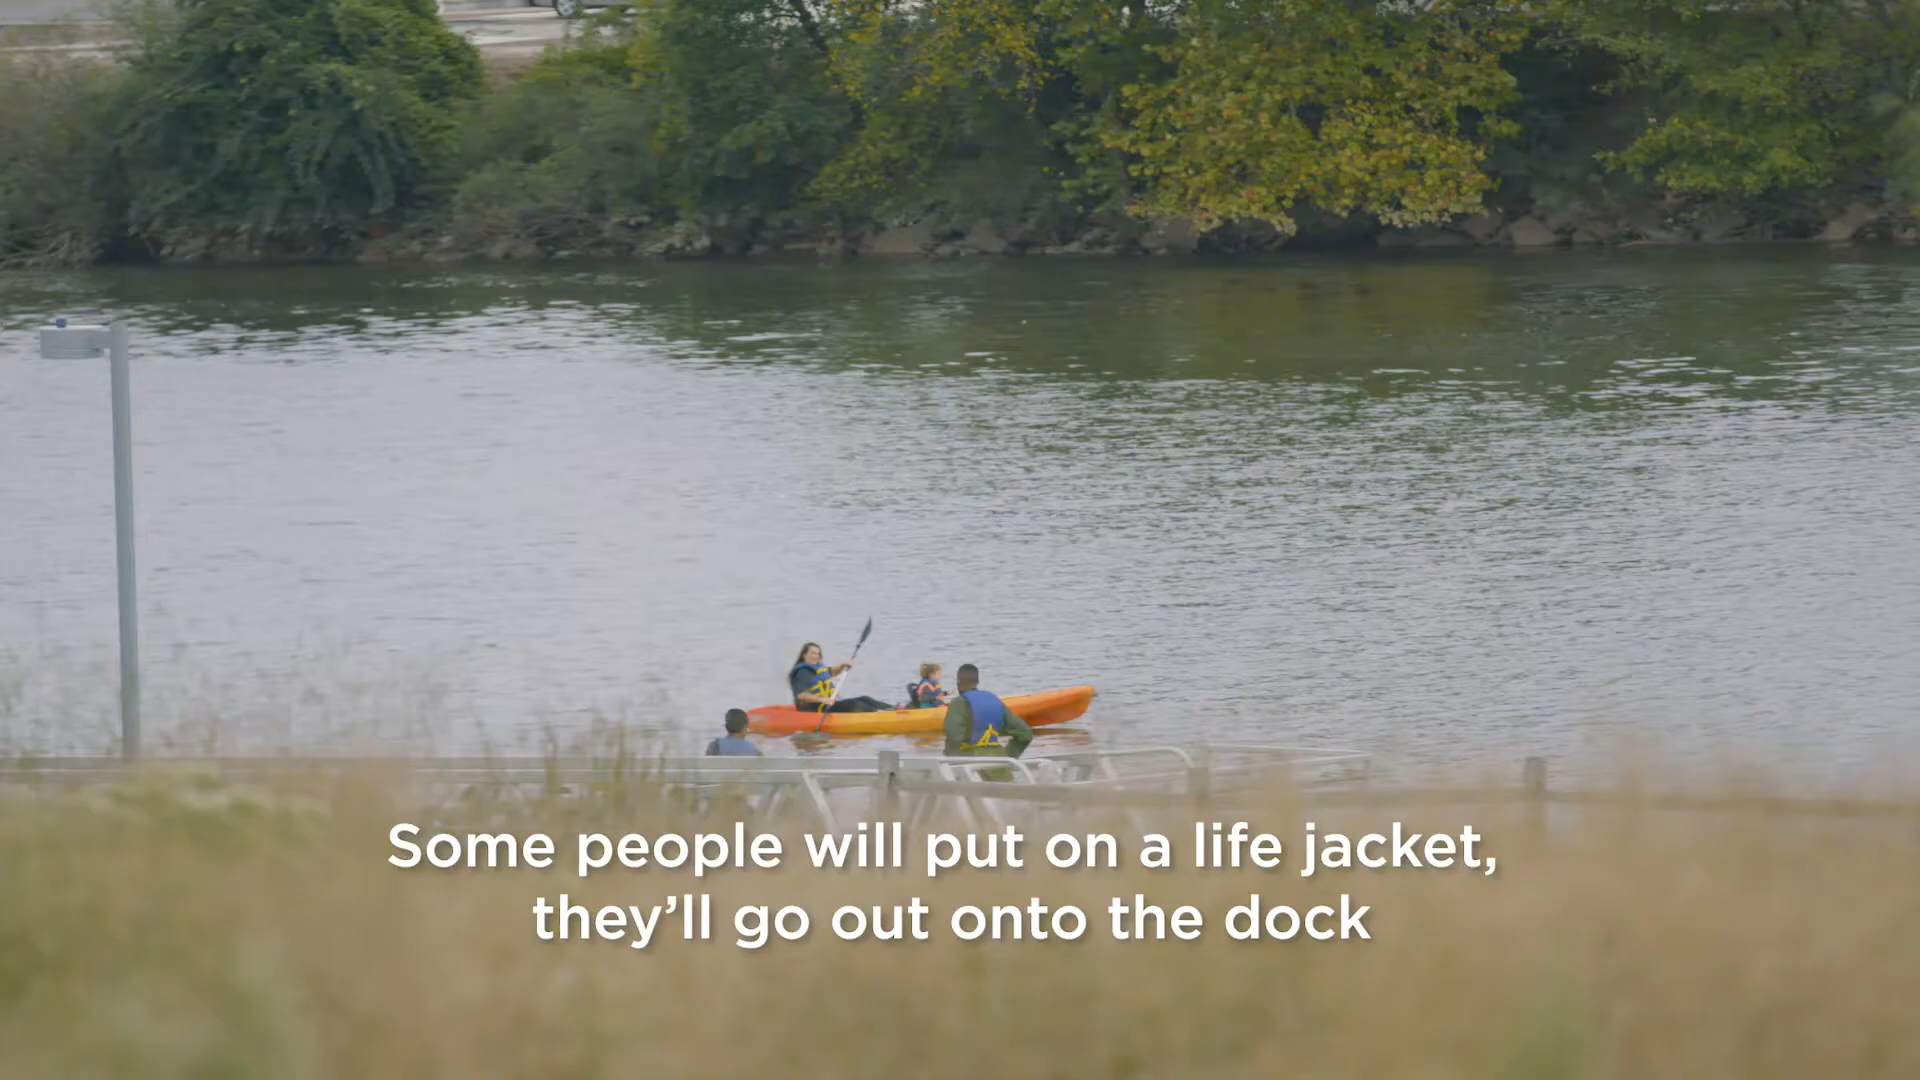 Some people will put on a life jacket,
they’ll go out onto the dock